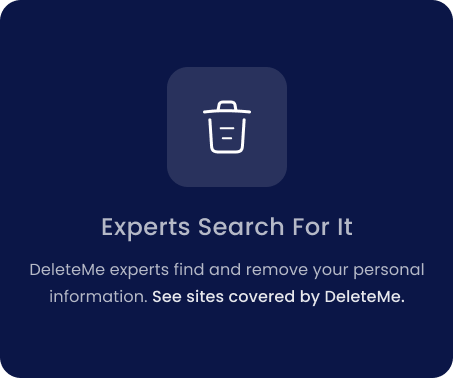 Experts Search For It
DeleteMe experts find and remove your personal
information. See sites covered by DeleteMe.